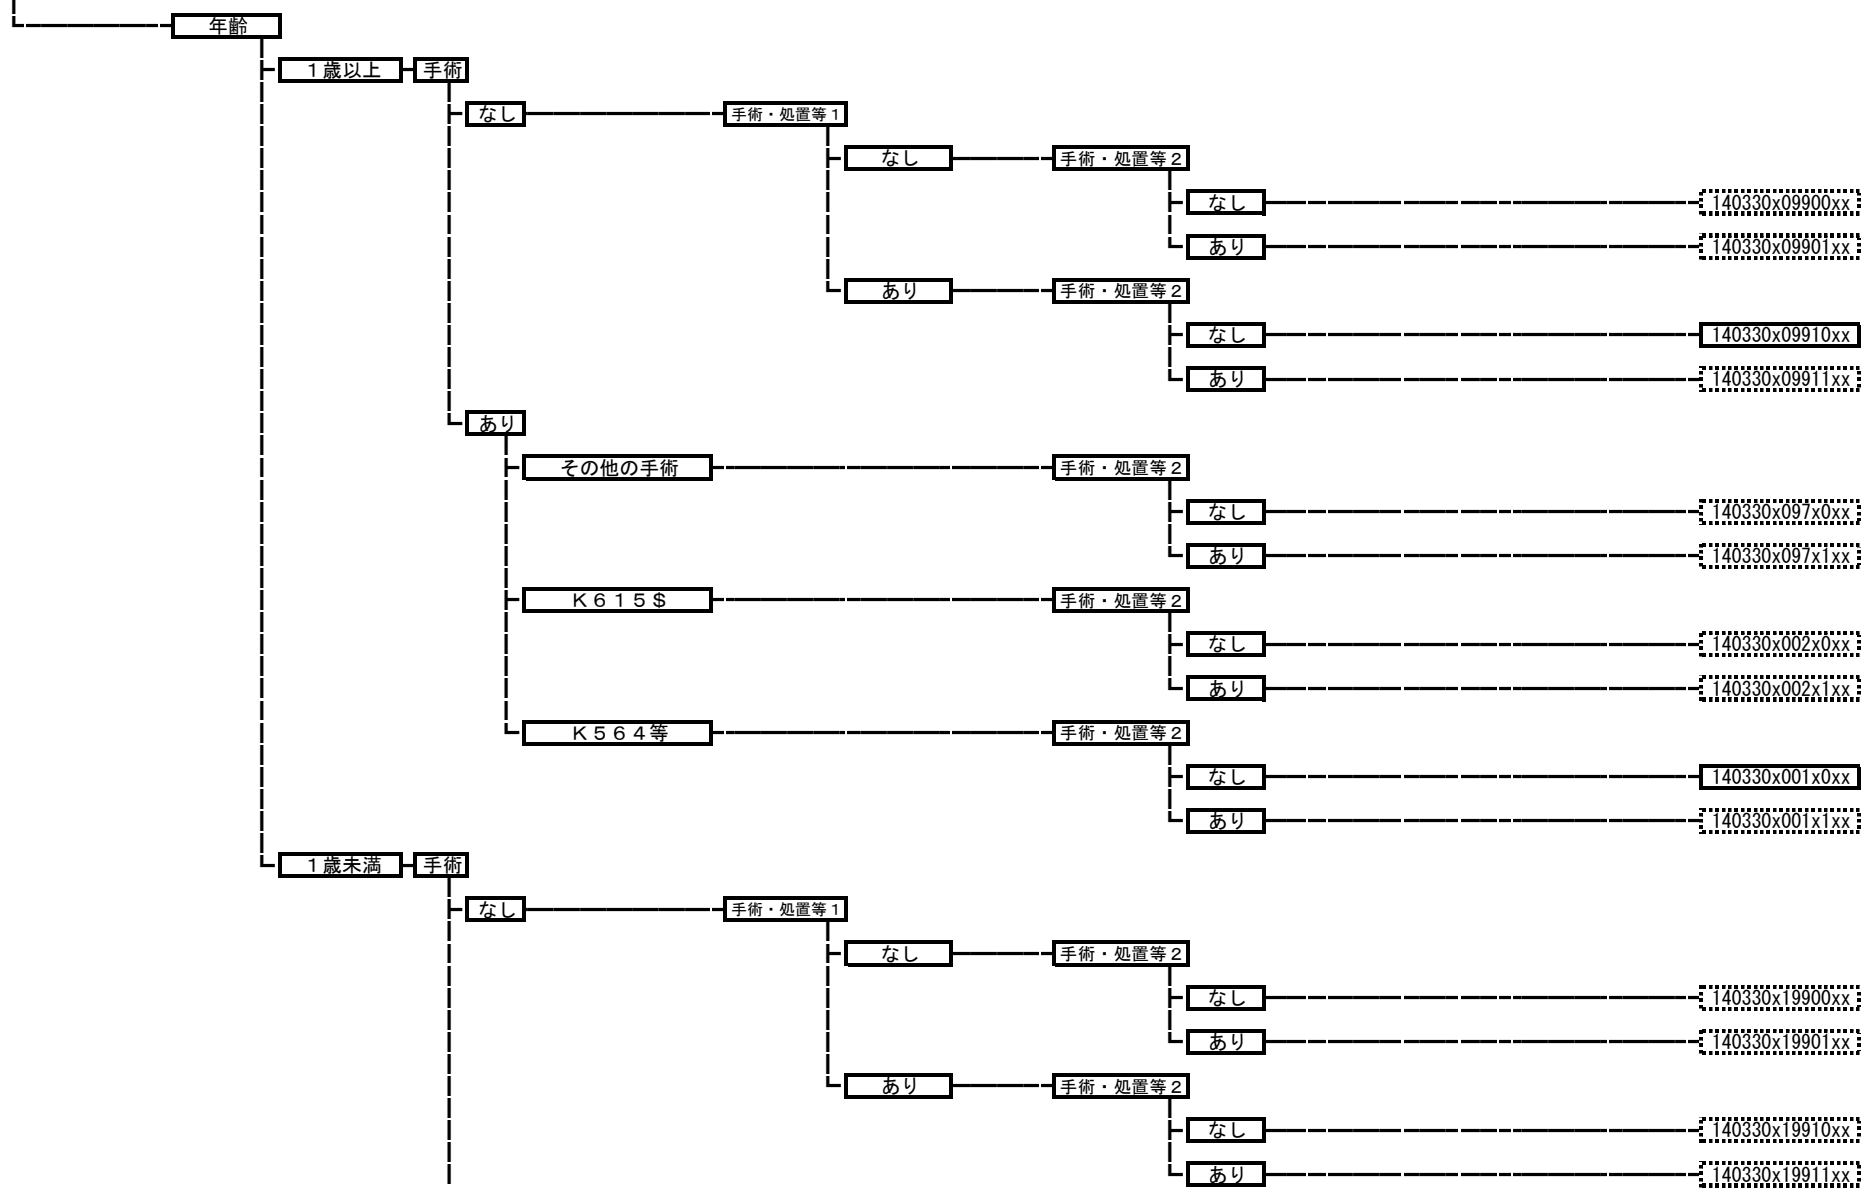 年齢
１歳以上 手術
なし 手術・処置等１
なし 手術・処置等２
なし 140330x09900xx
あり 140330x09901xx
あり 手術・処置等２
なし 140330x09910xx
あり 140330x09911xx
あり
その他の手術 手術・処置等２
なし 140330x097x0xx
あり 140330x097x1xx
Ｋ６１５＄ 手術・処置等２
なし 140330x002x0xx
あり 140330x002x1xx
Ｋ５６４等 手術・処置等２
なし 140330x001x0xx
あり 140330x001x1xx
１歳未満 手術
なし 手術・処置等１
なし 手術・処置等２
なし 140330x19900xx
あり 140330x19901xx
あり 手術・処置等２
なし 140330x19910xx
あり 140330x19911xx